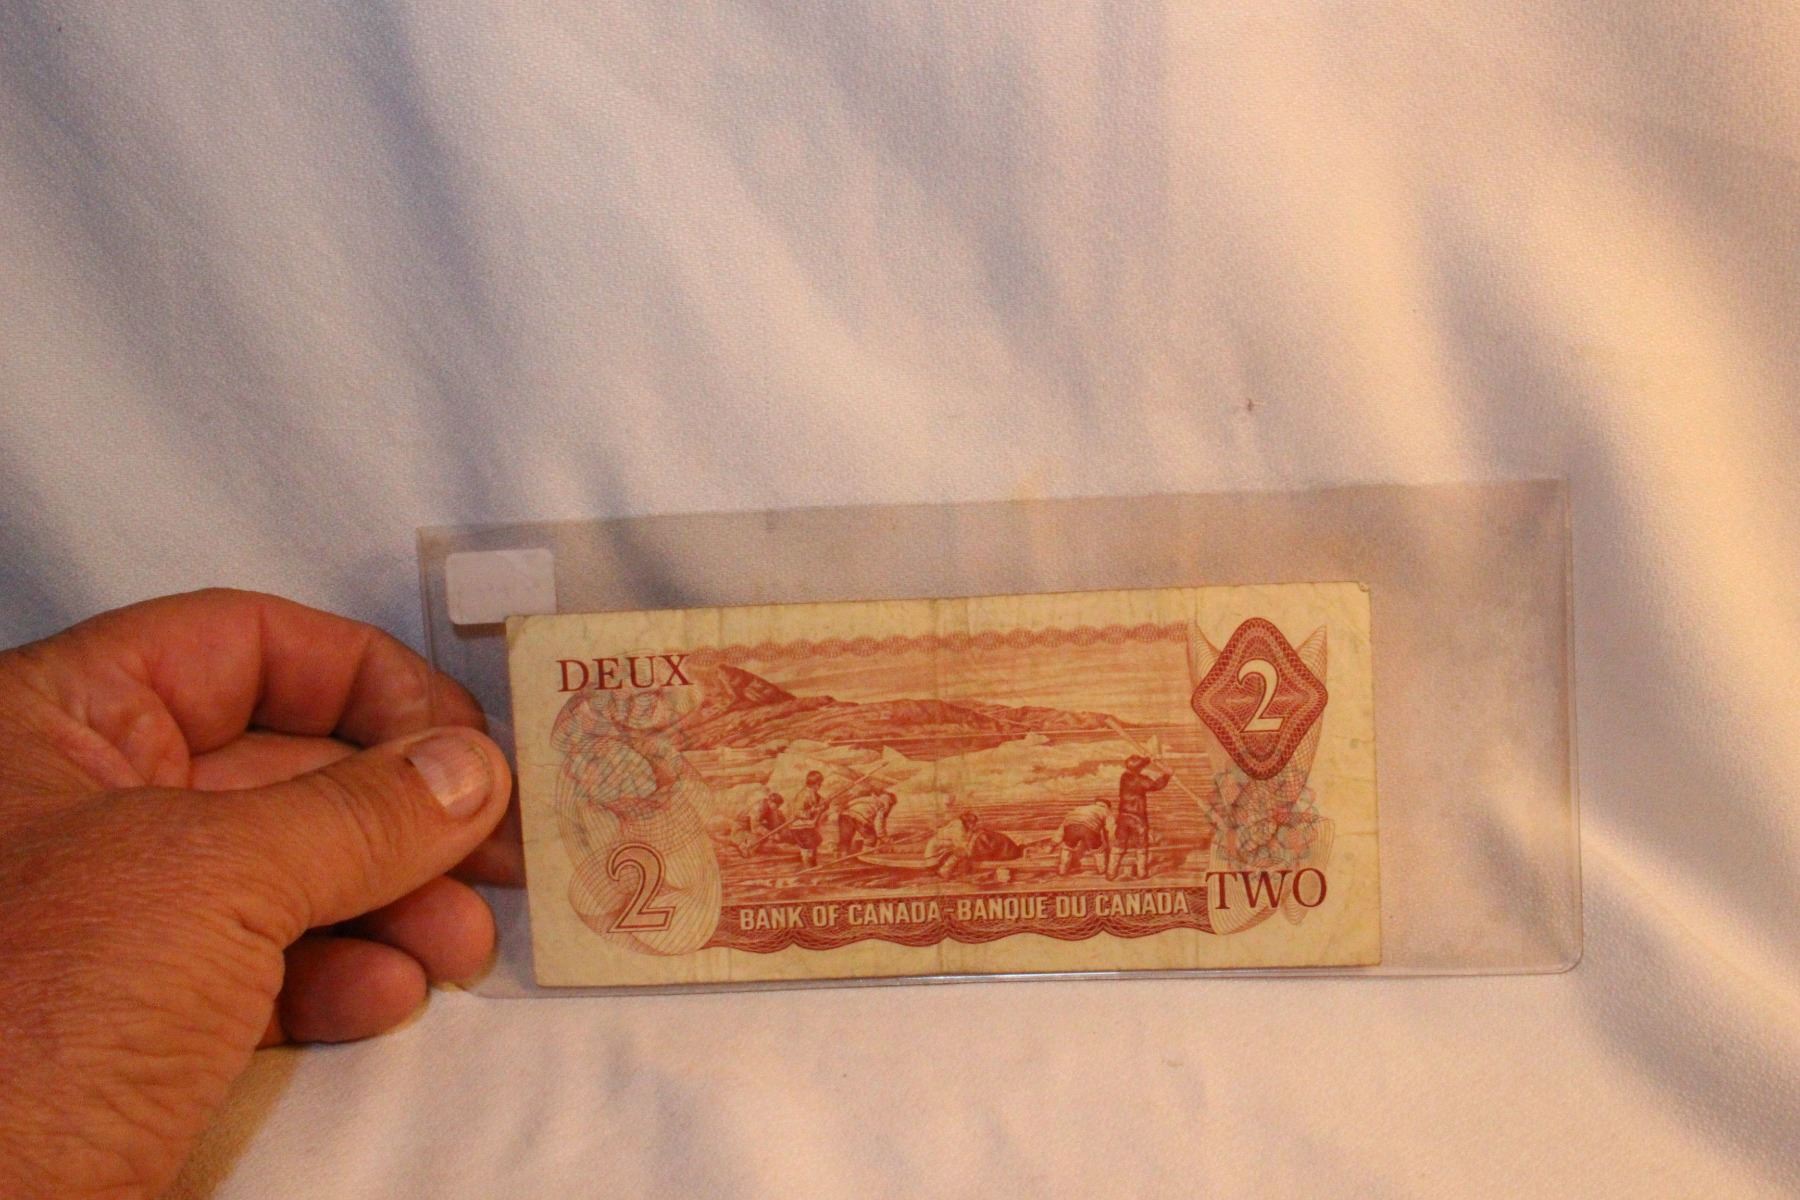 DEUX
2
2
BANK OF CANADA-BANQUE DU CANADA
TWO